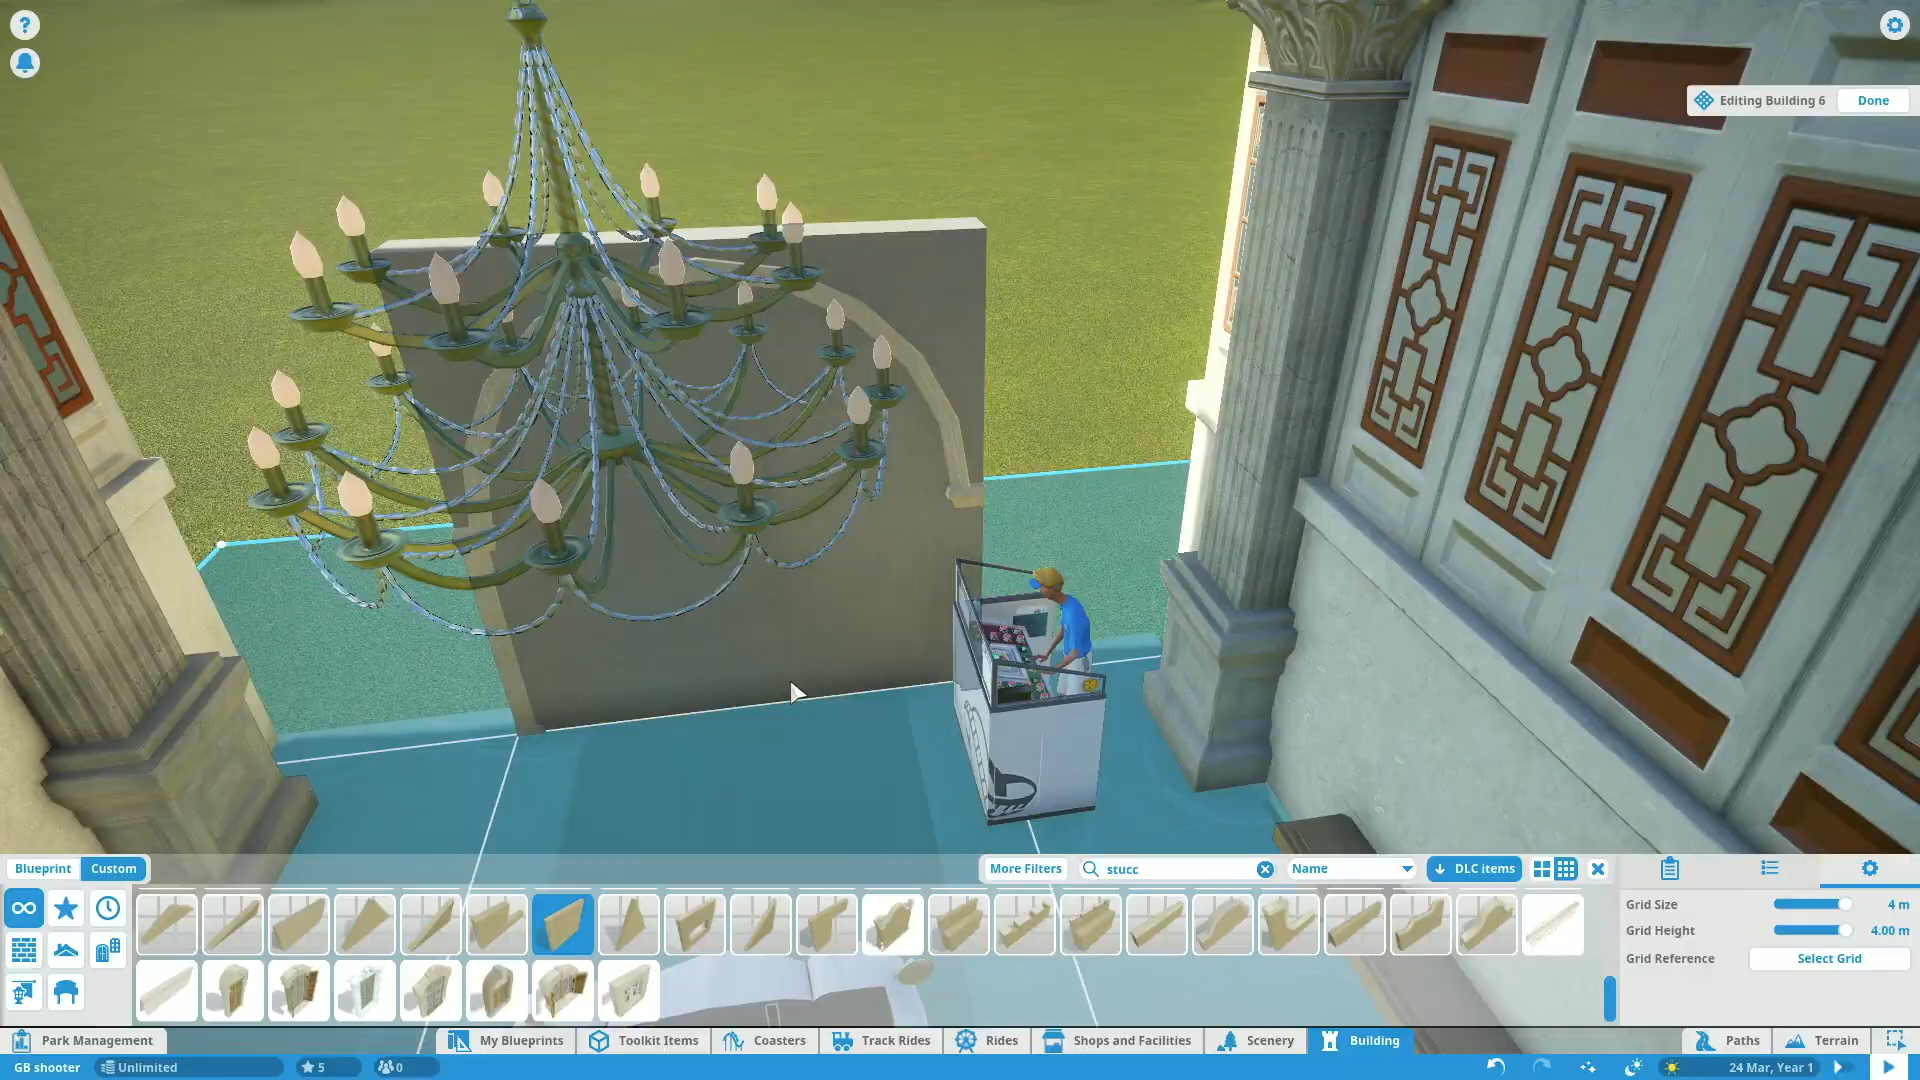 ?
Editing Building 6
Done
Blueprint
Custom
More Filters
stucc
Name
DLC items
Grid Size
4 m
Grid Height
4.00 m
Grid Reference
Select Grid
Park Management
My Blueprints
Toolkit Items
Coasters
Track Rides
Rides
Shops and Facilities
Scenery
Building
Paths
Terrain
GB shooter
Unlimited
5
0
24 Mar, Year 1